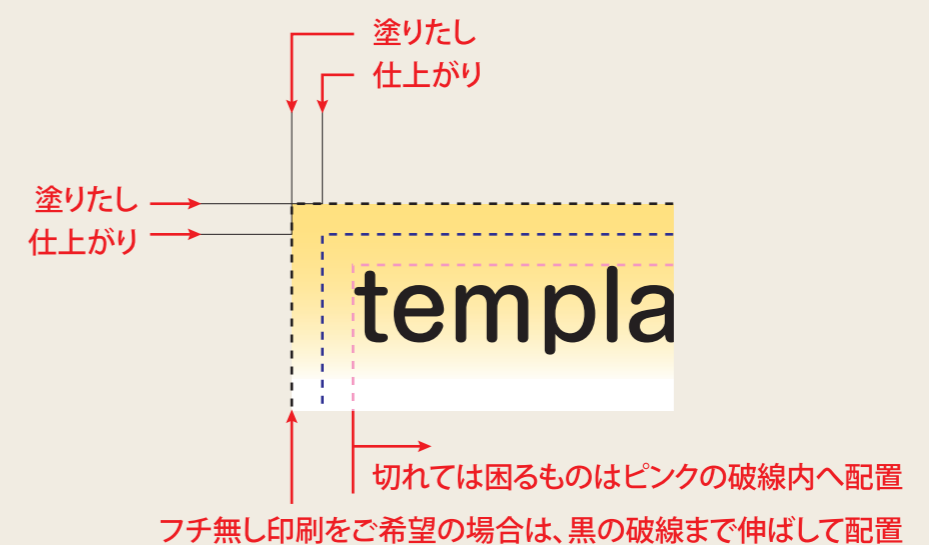 塗りたし
仕上がり
塗りたし
仕上がり
templa
切れては困るものはピンクの破線内へ配置
フチ無し印刷をご希望の場合は、黒の破線まで伸ばして配置